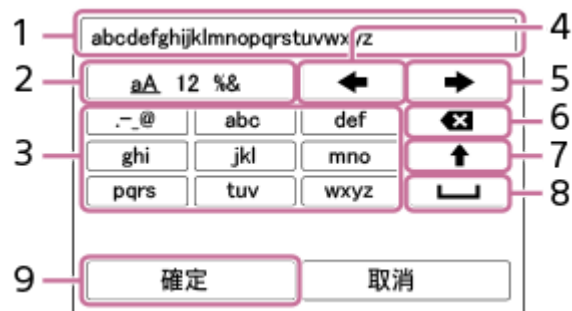 1 abcdefghijklmnopqrstuvwxyz 4
2 aA 12 %& 5
.-_@ abc def 6
3 ghi jkl mno 7
pqrs tuv wxyz 8
9 確定 取消